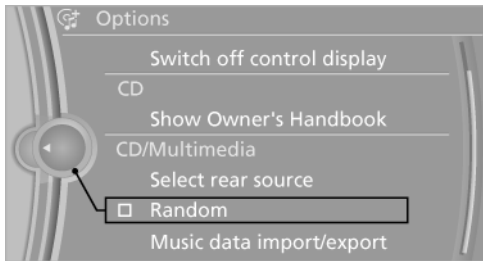 Options
Switch off control display
CD
Show Owner's Handbook
CD/Multimedia
Select rear source
Random
Music data import/export